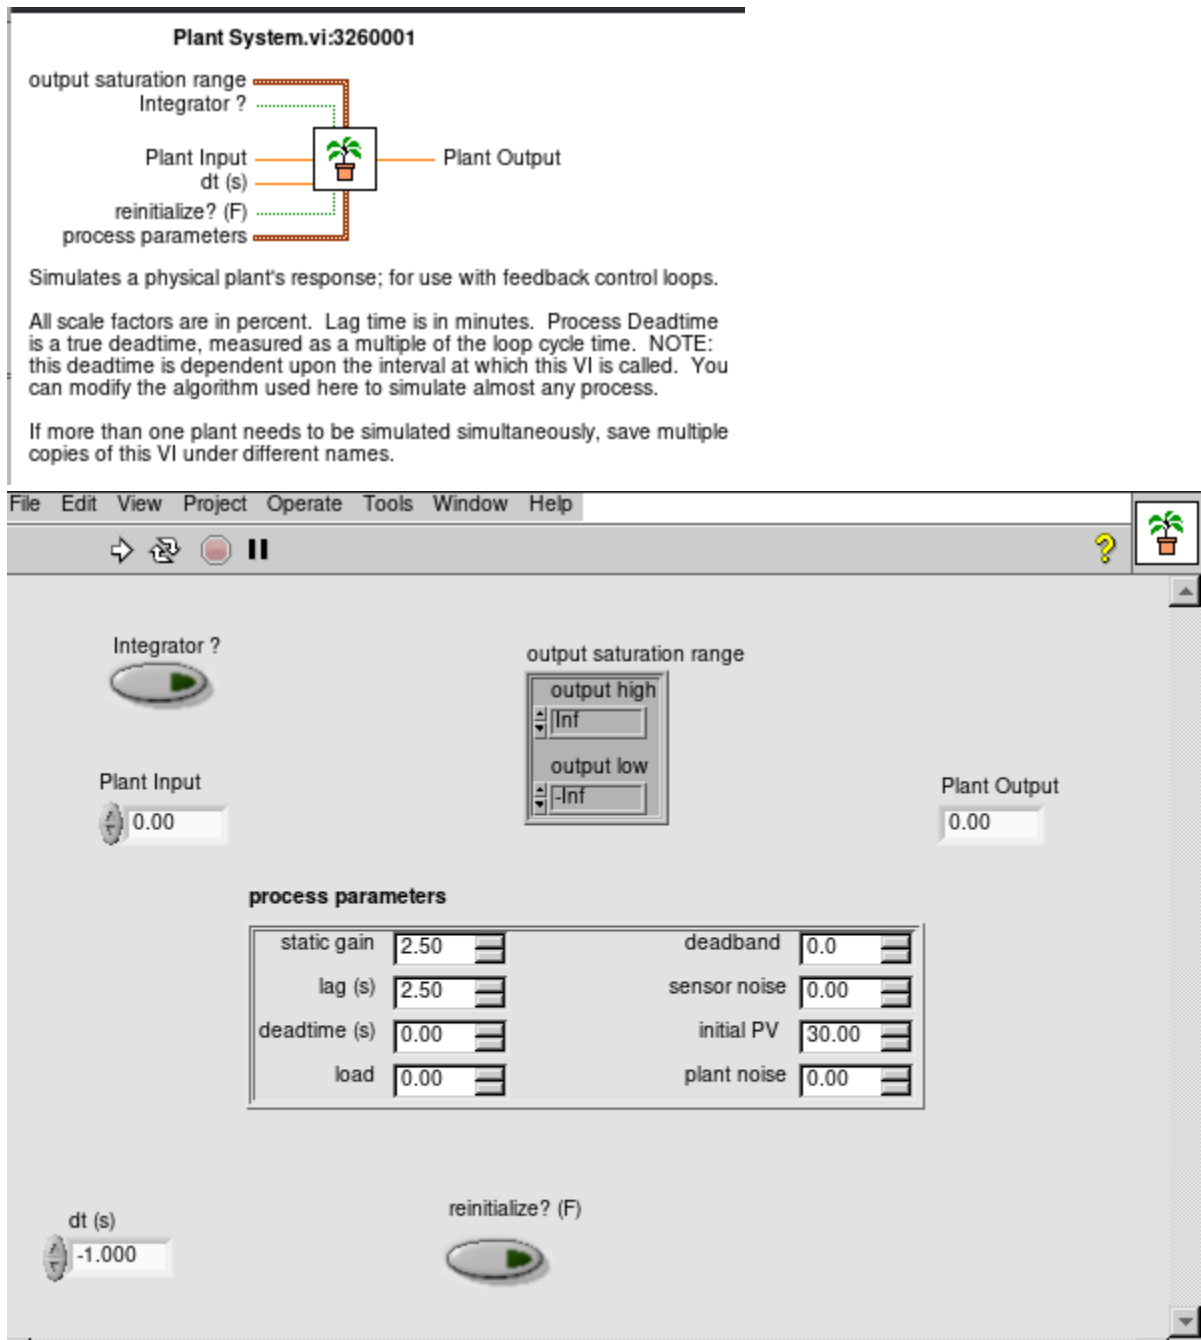 Plant System.vi:3260001
output saturation range
Integrator ?
Plant Input
Plant Output
dt (s)
reinitialize? (F)
process parameters
Simulates a physical plant's response; for use with feedback control loops.
All scale factors are in percent. Lag time is in minutes. Process Deadtime
is a true deadtime, measured as a multiple of the loop cycle time. NOTE:
this deadtime is dependent upon the interval at which this VI is called. You
can modify the algorithm used here to simulate almost any process.
If more than one plant needs to be simulated simultaneously, save multiple
copies of this VI under different names.
File Edit View Project Operate Tools Window Help
?
Integrator ?
output saturation range
output high
Inf
output low
-Inf
Plant Input
0.00
Plant Output
0.00
process parameters
static gain 2.50 deadband 0.0
lag (s) 2.50 sensor noise 0.00
deadtime (s) 0.00 initial PV 30.00
load 0.00 plant noise 0.00
dt (s)
-1.000
reinitialize? (F)